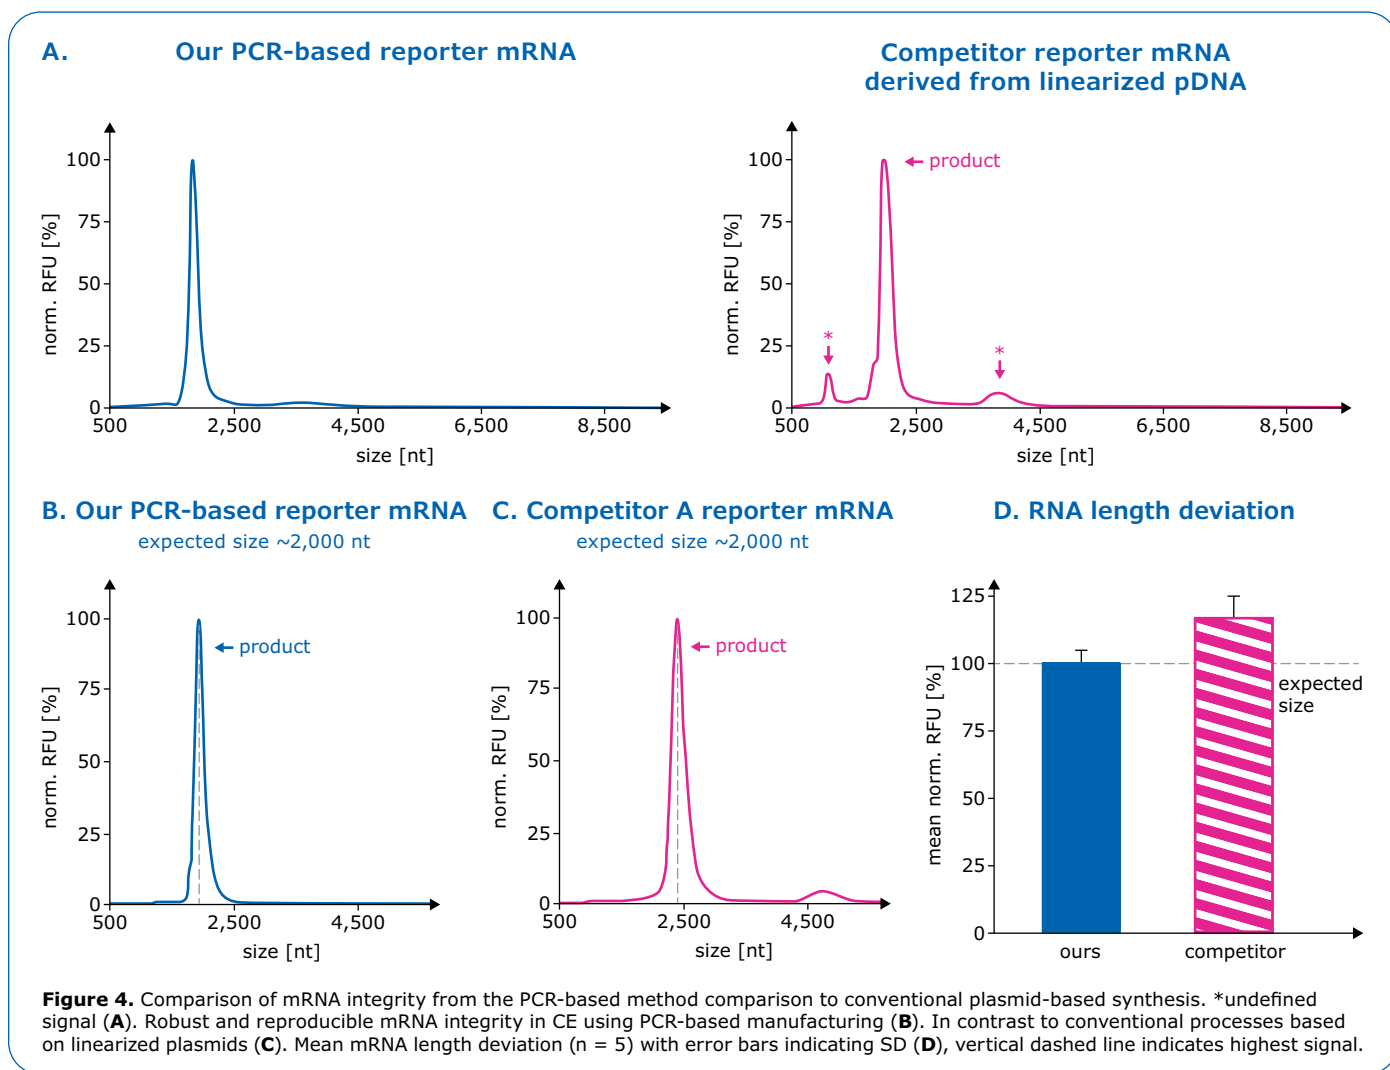 A.
Our PCR-based reporter mRNA
Competitor reporter mRNA
derived from linearized pDNA
norm. RFU [%]
100
75
50
25
0
500
2,500
4,500
6,500
8,500
size [nt]
norm. RFU [%]
100
75
50
25
0
product
*
*
500
2,500
4,500
6,500
8,500
size [nt]
B. Our PCR-based reporter mRNA
expected size ~2,000 nt
norm. RFU [%]
100
75
50
25
0
product
500
2,500
4,500
size [nt]
C. Competitor A reporter mRNA
expected size ~2,000 nt
norm. RFU [%]
100
75
50
25
0
product
500
2,500
4,500
size [nt]
D. RNA length deviation
mean norm. RFU [%]
125
100
75
50
25
0
expected
size
ours
competitor
Figure 4. Comparison of mRNA integrity from the PCR-based method comparison to conventional plasmid-based synthesis. *undefined
signal (A). Robust and reproducible mRNA integrity in CE using PCR-based manufacturing (B). In contrast to conventional processes based
on linearized plasmids (C). Mean mRNA length deviation (n = 5) with error bars indicating SD (D), vertical dashed line indicates highest signal.